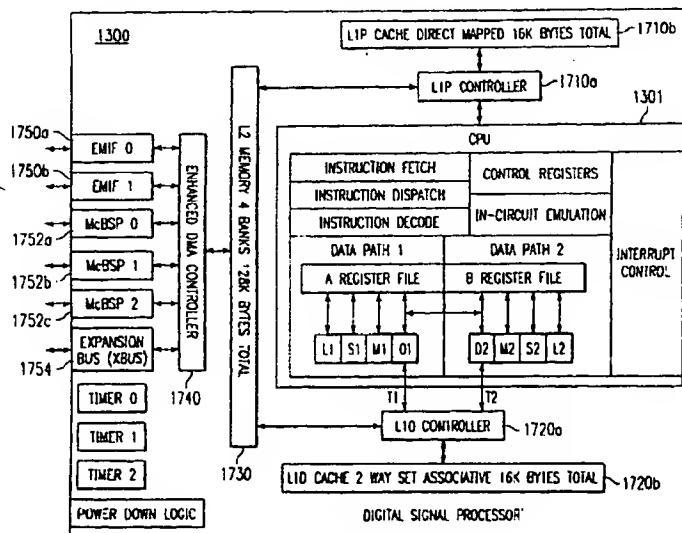 1300
L1P CACHE DIRECT MAPPED 16K BYTES TOTAL
1710b
L1P CONTROLLER
1710a
1301
CPU
INSTRUCTION FETCH
CONTROL REGISTERS
INSTRUCTION DISPATCH
IN-CIRCUIT EMULATION
INSTRUCTION DECODE
DATA PATH 1
DATA PATH 2
INTERRUPT
CONTROL
A REGISTER FILE
B REGISTER FILE
L1 S1 M1 D1
D2 M2 S2 L2
1750a
EMIF 0
1750b
EMIF 1
McBSP 0
1752a
McBSP 1
1752b
McBSP 2
1752c
EXPANSION
BUS (XBUS)
1754
TIMER 0
TIMER 1
TIMER 2
POWER DOWN LOGIC
ENHANCED DMA CONTROLLER
1740
L2 MEMORY 4 BANKS 128K BYTES TOTAL
1730
T1
T2
L1D CONTROLLER
1720a
L1D CACHE 2 WAY SET ASSOCIATIVE 16K BYTES TOTAL
1720b
DIGITAL SIGNAL PROCESSOR